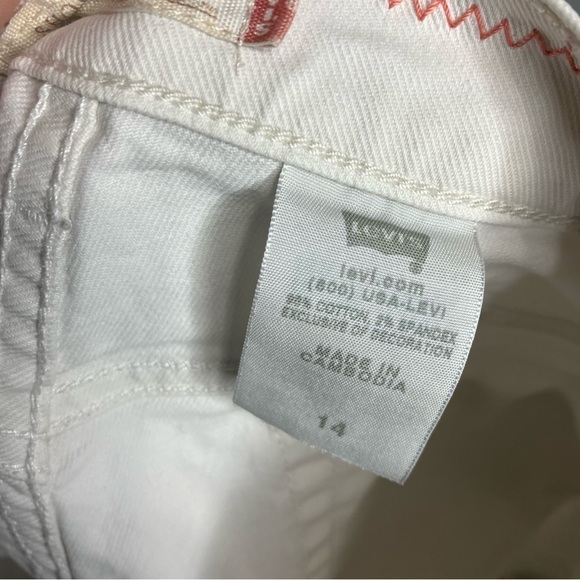 LEVI'S
levi.com
(800) USA-LEVI
98% COTTON, 2% SPANDEX
EXCLUSIVE OF DECORATION
MADE IN
CAMBODIA
14